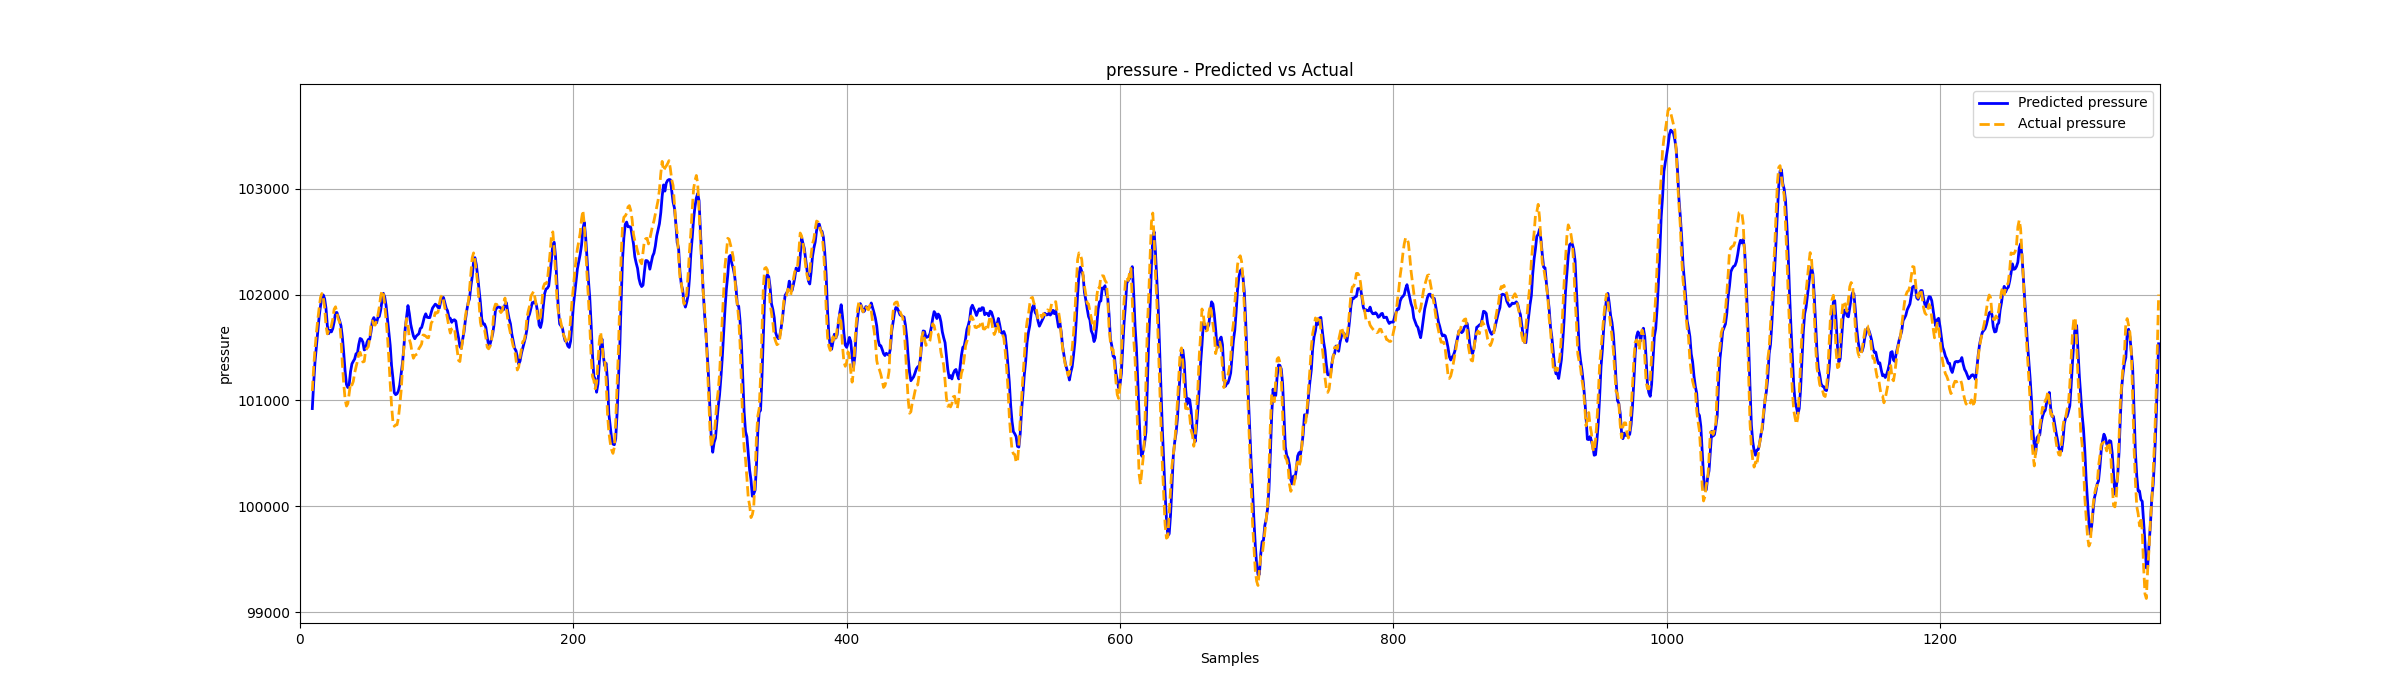 pressure - Predicted vs Actual
Predicted pressure
Actual pressure
pressure
103000
102000
101000
100000
99000
0
200
400
600
800
1000
1200
Samples